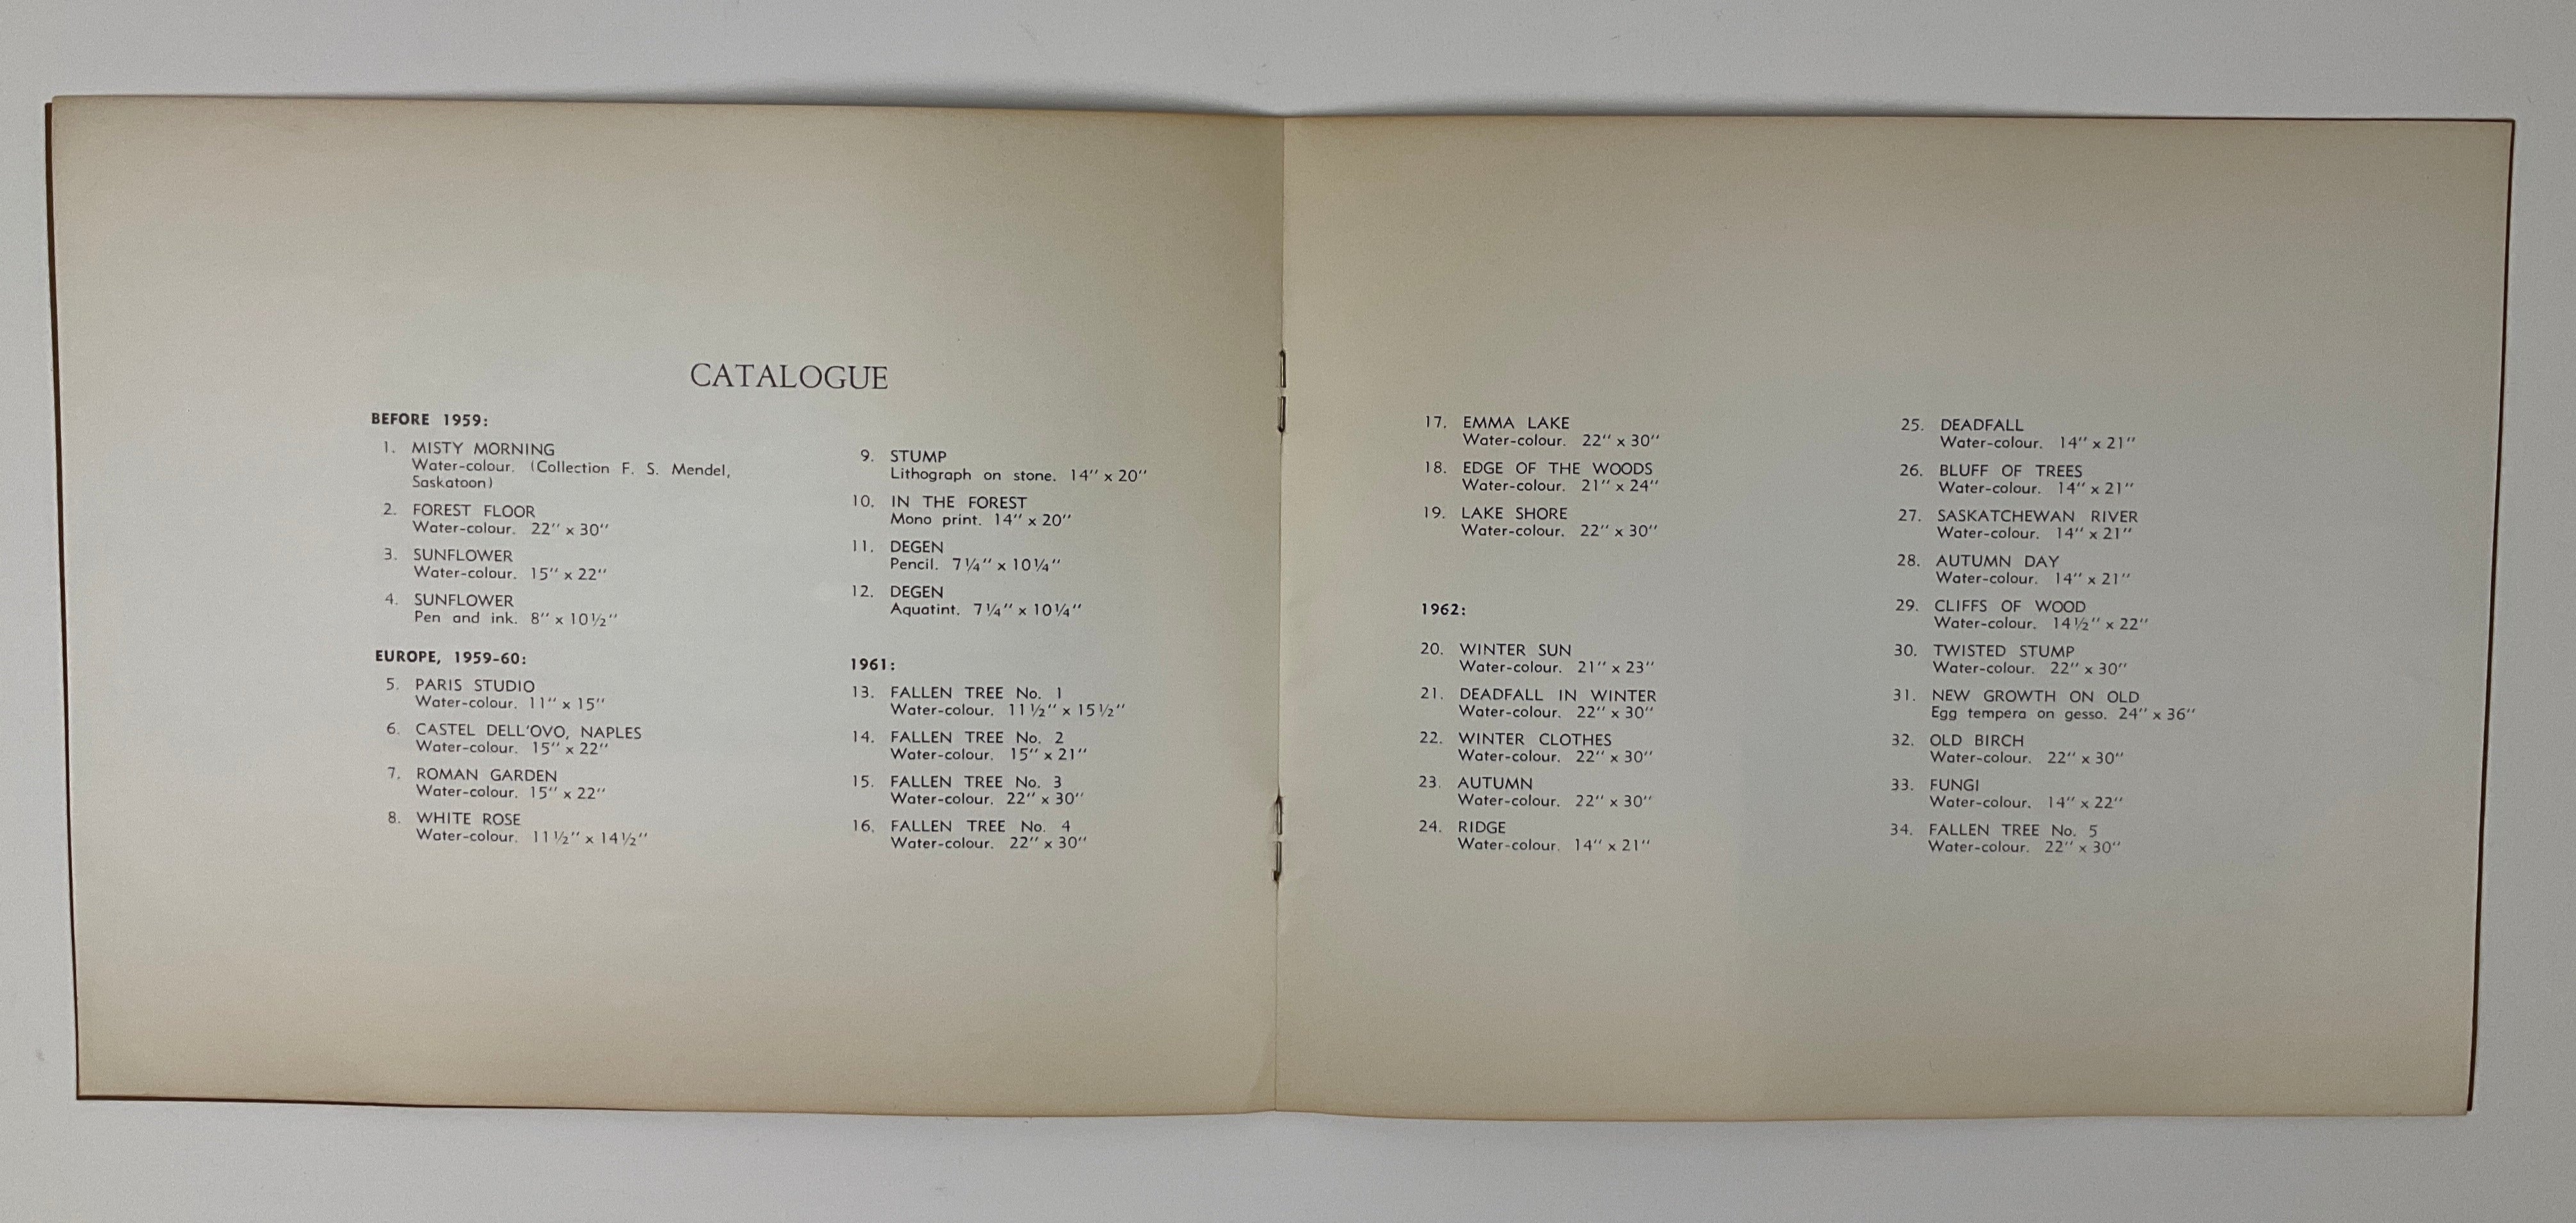 CATALOGUE
BEFORE 1959:
1. MISTY MORNING
Water-colour. (Collection F. S. Mendel,
Saskatoon)
2. FOREST FLOOR
Water-colour. 22" x 30"
3. SUNFLOWER
Water-colour. 15" x 22"
4. SUNFLOWER
Pen and ink. 8" x 10½"
EUROPE, 1959-60:
5. PARIS STUDIO
Water-colour. 11" x 15"
6. CASTEL DELL'OVO, NAPLES
Water-colour. 15" x 22"
7. ROMAN GARDEN
Water-colour. 15" x 22"
8. WHITE ROSE
Water-colour. 11½" x 14½"
9. STUMP
Lithograph on stone. 14" x 20"
10. IN THE FOREST
Mono print. 14" x 20"
11. DEGEN
Pencil. 7¼" x 10¼"
12. DEGEN
Aquatint. 7¼" x 10¼"
1961:
13. FALLEN TREE No. 1
Water-colour. 11½" x 15½"
14. FALLEN TREE No. 2
Water-colour. 15" x 21"
15. FALLEN TREE No. 3
Water-colour. 22" x 30"
16. FALLEN TREE No. 4
Water-colour. 22" x 30"
17. EMMA LAKE
Water-colour. 22" x 30"
18. EDGE OF THE WOODS
Water-colour. 21" x 24"
19. LAKE SHORE
Water-colour. 22" x 30"
1962:
20. WINTER SUN
Water-colour. 21" x 23"
21. DEADFALL IN WINTER
Water-colour. 22" x 30"
22. WINTER CLOTHES
Water-colour. 22" x 30"
23. AUTUMN
Water-colour. 22" x 30"
24. RIDGE
Water-colour. 14" x 21"
25. DEADFALL
Water-colour. 14" x 21"
26. BLUFF OF TREES
Water-colour. 14" x 21"
27. SASKATCHEWAN RIVER
Water-colour. 14" x 21"
28. AUTUMN DAY
Water-colour. 14" x 21"
29. CLIFFS OF WOOD
Water-colour. 14½" x 22"
30. TWISTED STUMP
Water-colour. 22" x 30"
31. NEW GROWTH ON OLD
Egg tempera on gesso. 24" x 36"
32. OLD BIRCH
Water-colour. 22" x 30"
33. FUNGI
Water-colour. 14" x 22"
34. FALLEN TREE No. 5
Water-colour. 22" x 30"